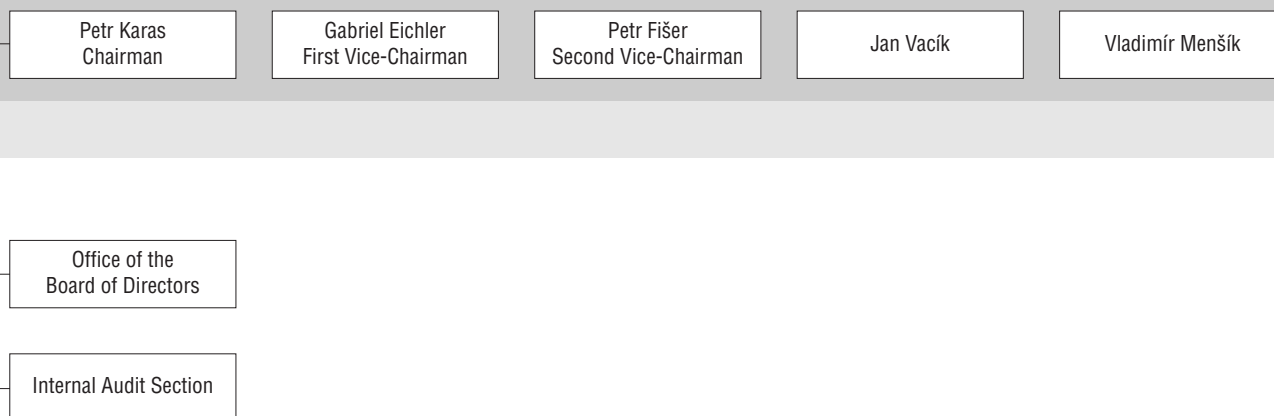 Petr Karas
Chairman
Gabriel Eichler
First Vice-Chairman
Petr Fišer
Second Vice-Chairman
Jan Vacík
Vladimír Menšík
Office of the
Board of Directors
Internal Audit Section